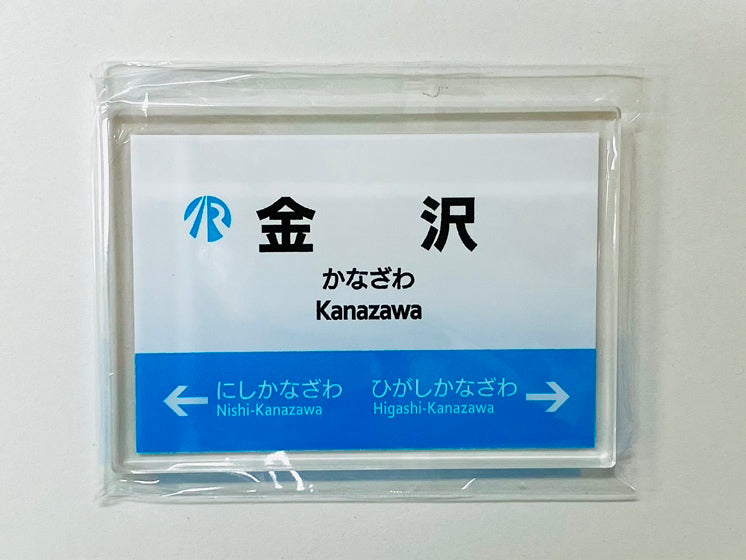 IR 金沢
かなざわ
Kanazawa
← にしかなざわ ひがしかなざわ →
Nishi-Kanazawa Higashi-Kanazawa